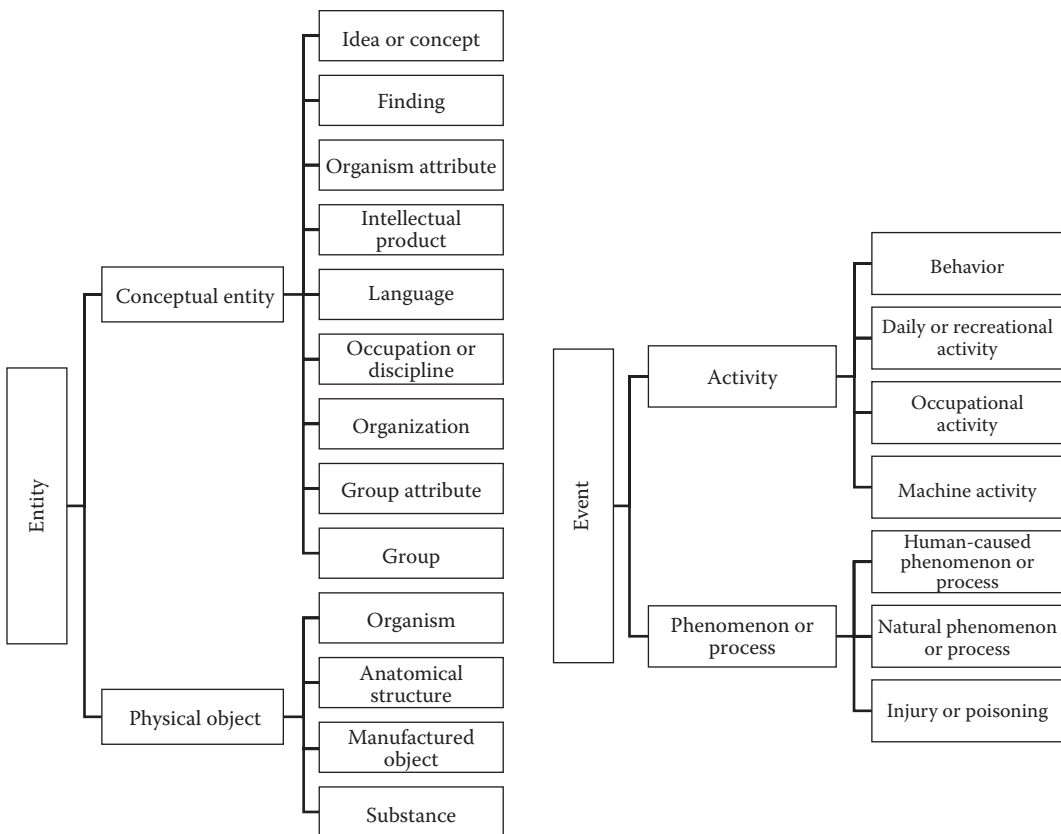 Entity
Conceptual entity
Idea or concept
Finding
Organism attribute
Intellectual
product
Language
Occupation or
discipline
Organization
Group attribute
Group
Physical object
Organism
Anatomical
structure
Manufactured
object
Substance
Event
Activity
Behavior
Daily or recreational
activity
Occupational
activity
Machine activity
Phenomenon or
process
Human-caused
phenomenon or
process
Natural phenomenon
or process
Injury or poisoning